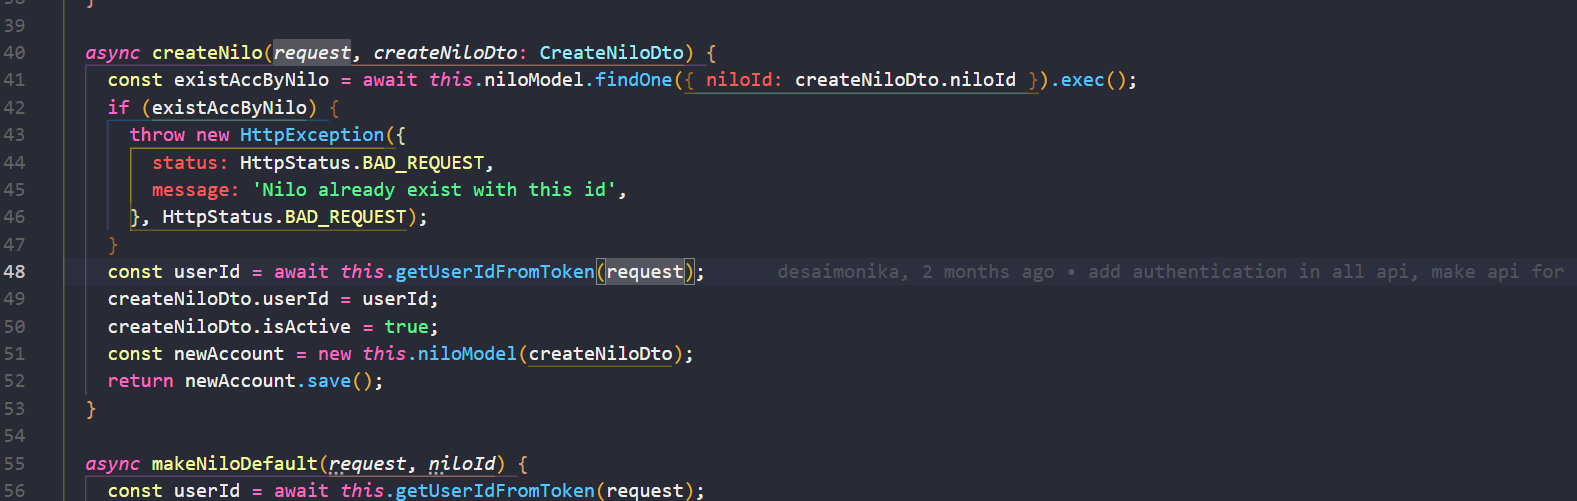 39
40 async createNilo(request, createNiloDto: CreateNiloDto) {
41 const existAccByNilo = await this.niloModel.findOne({ niloId: createNiloDto.niloId }).exec();
42 if (existAccByNilo) {
43 throw new HttpException({
44 status: HttpStatus.BAD_REQUEST,
45 message: 'Nilo already exist with this id',
46 }, HttpStatus.BAD_REQUEST);
47 }
48 const userId = await this.getUserIdFromToken(request); desaimonika, 2 months ago • add authentication in all api, make api for
49 createNiloDto.userId = userId;
50 createNiloDto.isActive = true;
51 const newAccount = new this.niloModel(createNiloDto);
52 return newAccount.save();
53 }
54
55 async makeNiloDefault(request, niloId) {
56 const userId = await this.getUserIdFromToken(request);